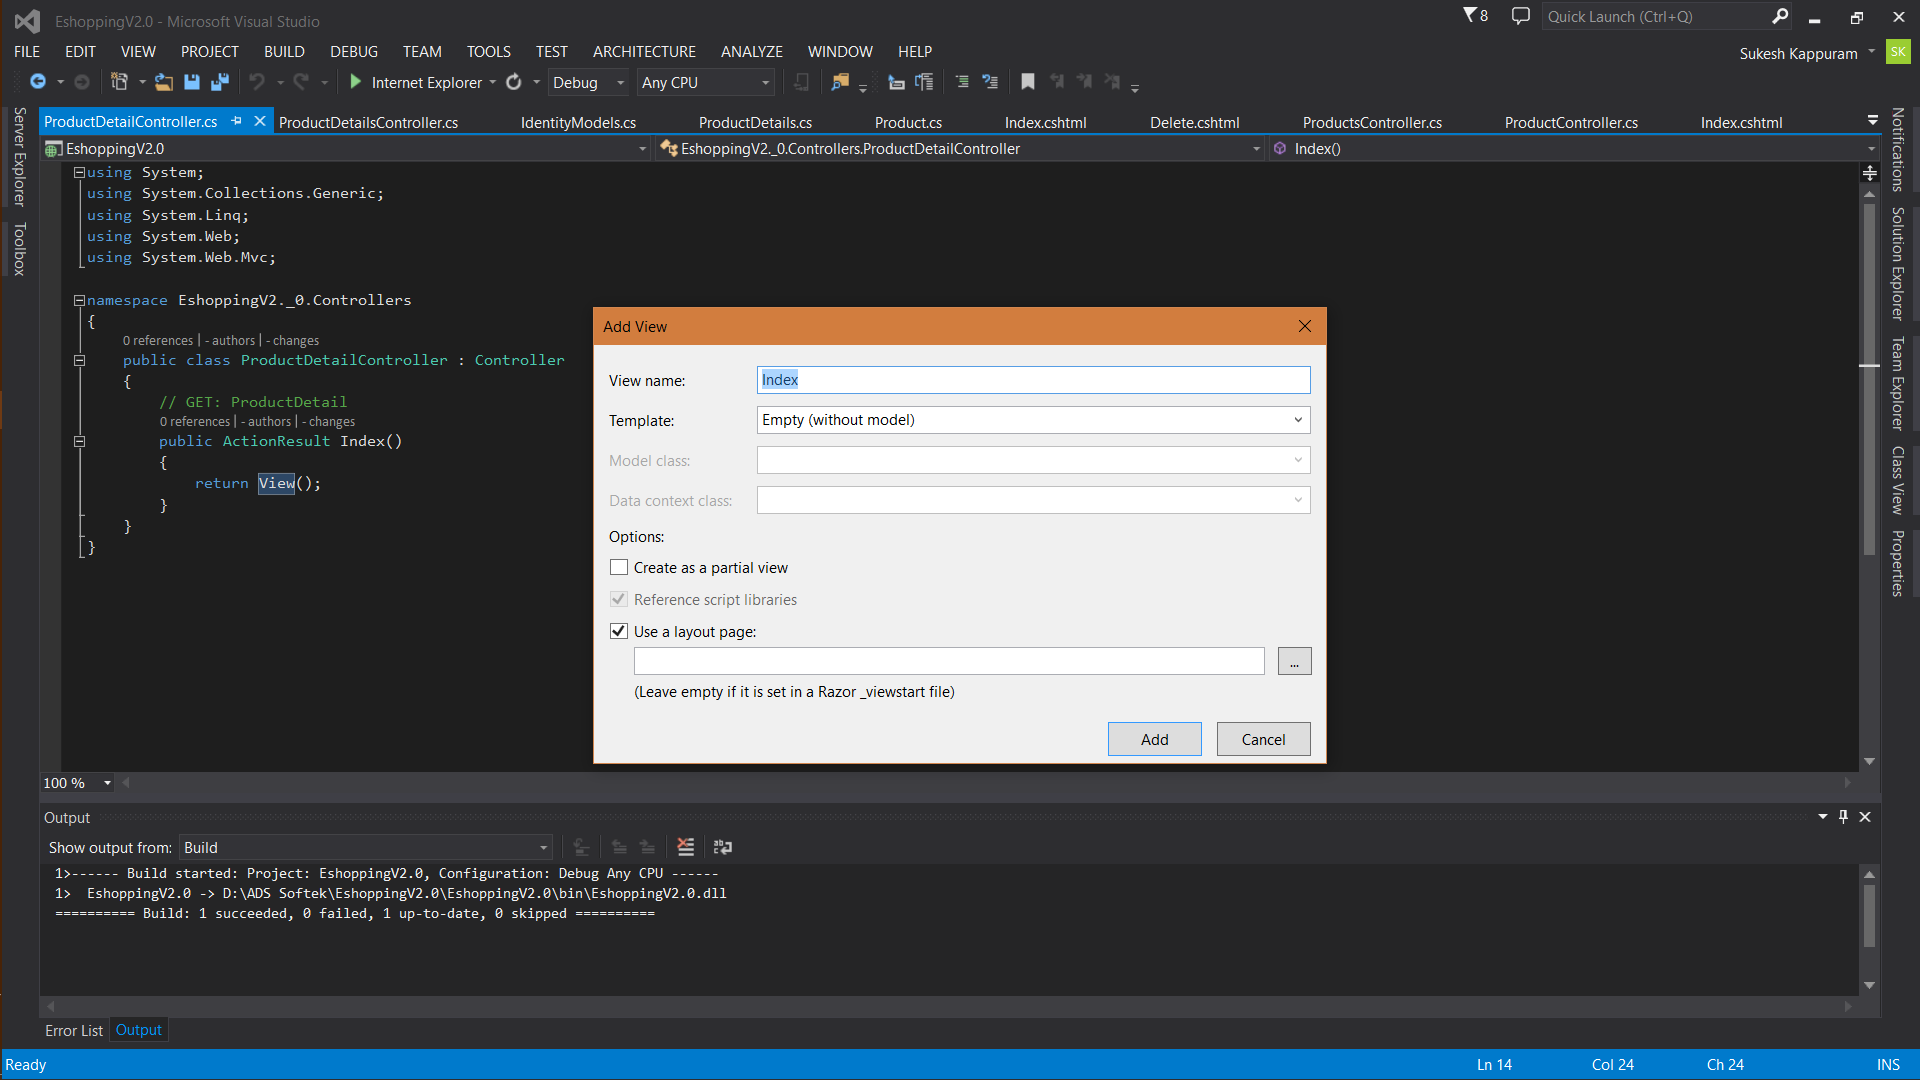 EshoppingV2.0 - Microsoft Visual Studio
8
Quick Launch (Ctrl+Q)
FILE EDIT VIEW PROJECT BUILD DEBUG TEAM TOOLS TEST ARCHITECTURE ANALYZE WINDOW HELP
Sukesh Kappuram
SK
Internet Explorer
Debug
Any CPU
Server Explorer
Toolbox
ProductDetailController.cs
ProductDetailsController.cs
IdentityModels.cs
ProductDetails.cs
Product.cs
Index.cshtml
Delete.cshtml
ProductsController.cs
ProductController.cs
Index.cshtml
EshoppingV2.0
EshoppingV2._0.Controllers.ProductDetailController
Index()
using System;
using System.Collections.Generic;
using System.Linq;
using System.Web;
using System.Web.Mvc;
namespace EshoppingV2._0.Controllers
{
0 references | - authors | - changes
public class ProductDetailController : Controller
{
// GET: ProductDetail
0 references | - authors | - changes
public ActionResult Index()
{
return View();
}
}
}
Add View
View name:
Index
Template:
Empty (without model)
Model class:
Data context class:
Options:
Create as a partial view
Reference script libraries
Use a layout page:
...
(Leave empty if it is set in a Razor _viewstart file)
Add
Cancel
Notifications
Solution Explorer
Team Explorer
Class View
Properties
100 %
Output
Show output from:
Build
1>------ Build started: Project: EshoppingV2.0, Configuration: Debug Any CPU ------
1>  EshoppingV2.0 -> D:\ADS Softek\EshoppingV2.0\EshoppingV2.0\bin\EshoppingV2.0.dll
========== Build: 1 succeeded, 0 failed, 1 up-to-date, 0 skipped ==========
Error List
Output
Ready
Ln 14
Col 24
Ch 24
INS